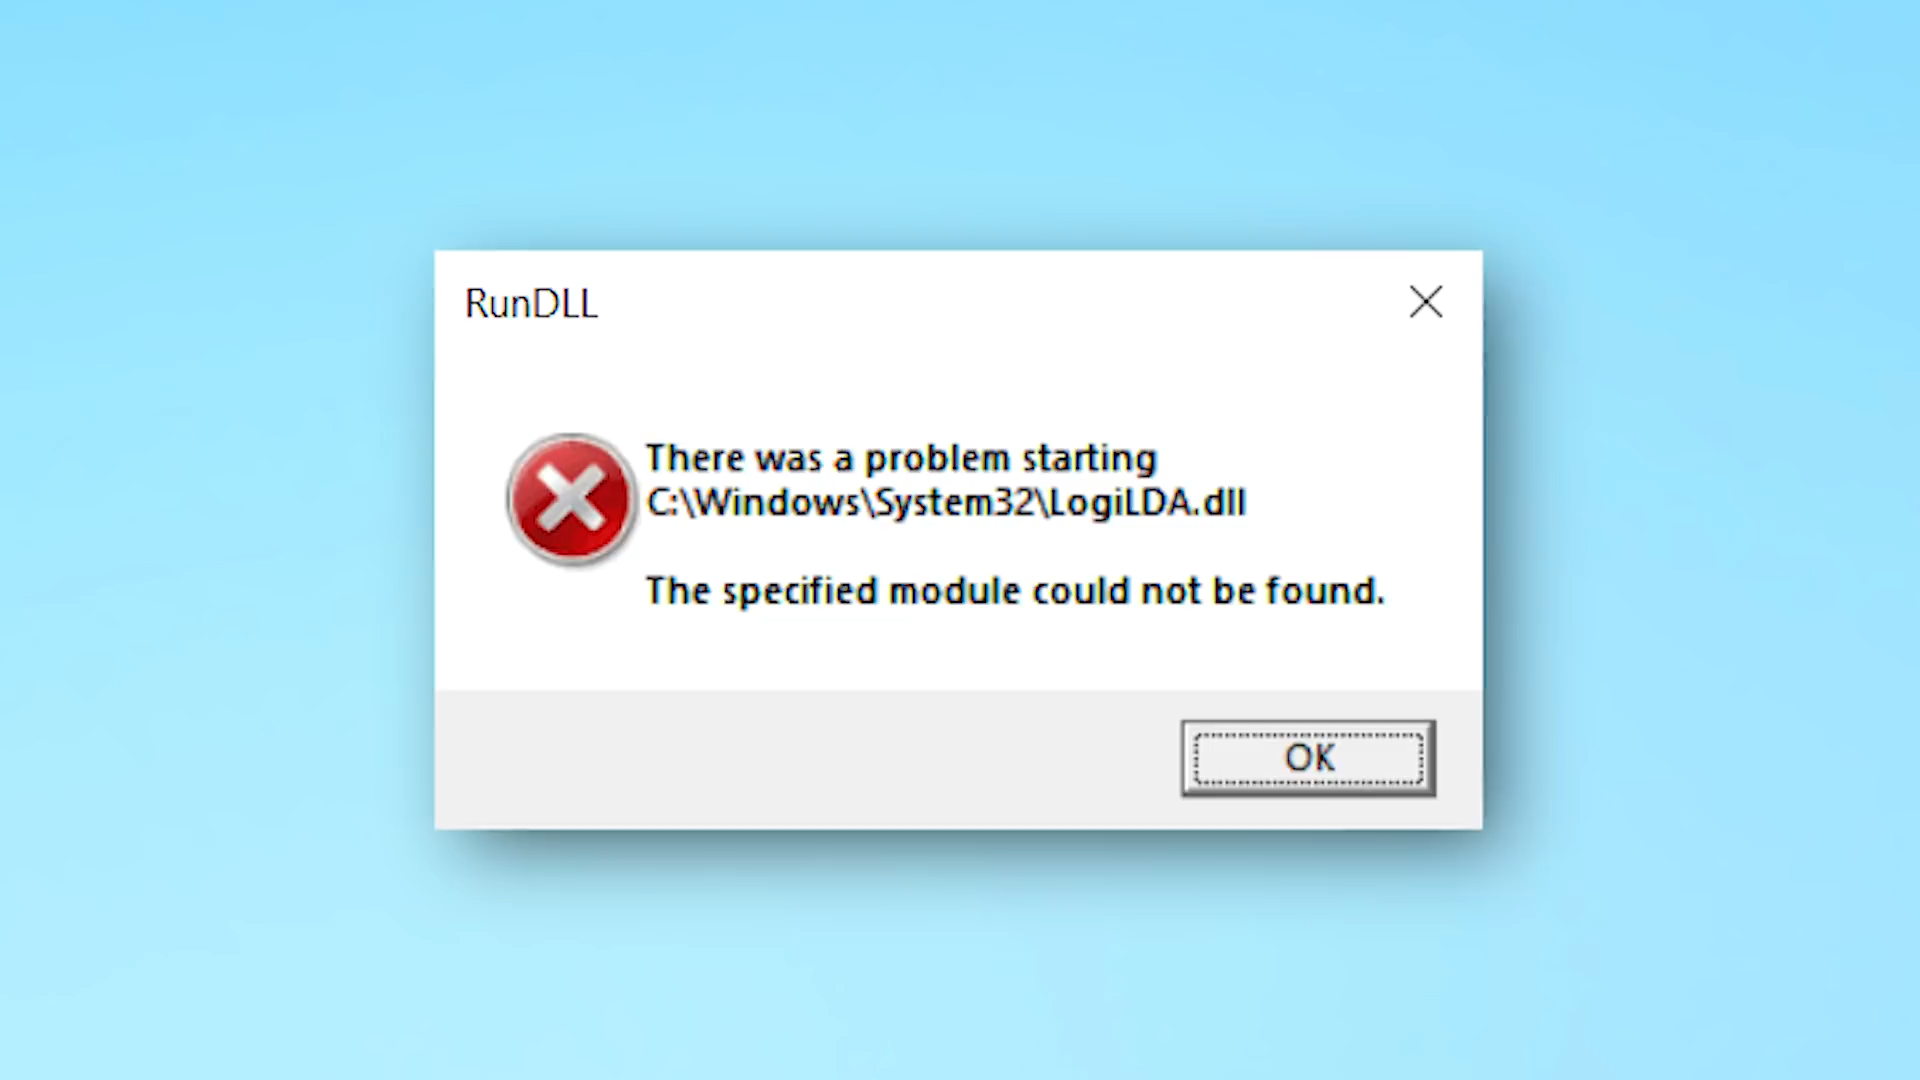 RunDLL
There was a problem starting
C:\Windows\System32\LogiLDA.dll
The specified module could not be found.
OK